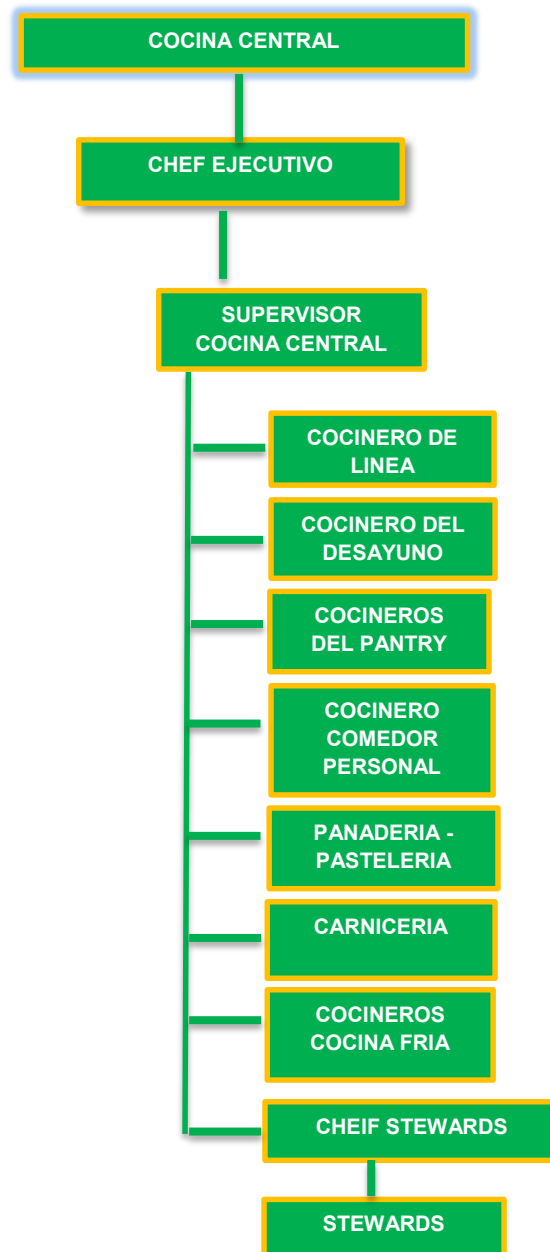 COCINA CENTRAL
CHEF EJECUTIVO
SUPERVISOR
COCINA CENTRAL
COCINERO DE
LINEA
COCINERO DEL
DESAYUNO
COCINEROS
DEL PANTRY
COCINERO
COMEDOR
PERSONAL
PANADERIA -
PASTELERIA
CARNICERIA
COCINEROS
COCINA FRIA
CHEIF STEWARDS
STEWARDS